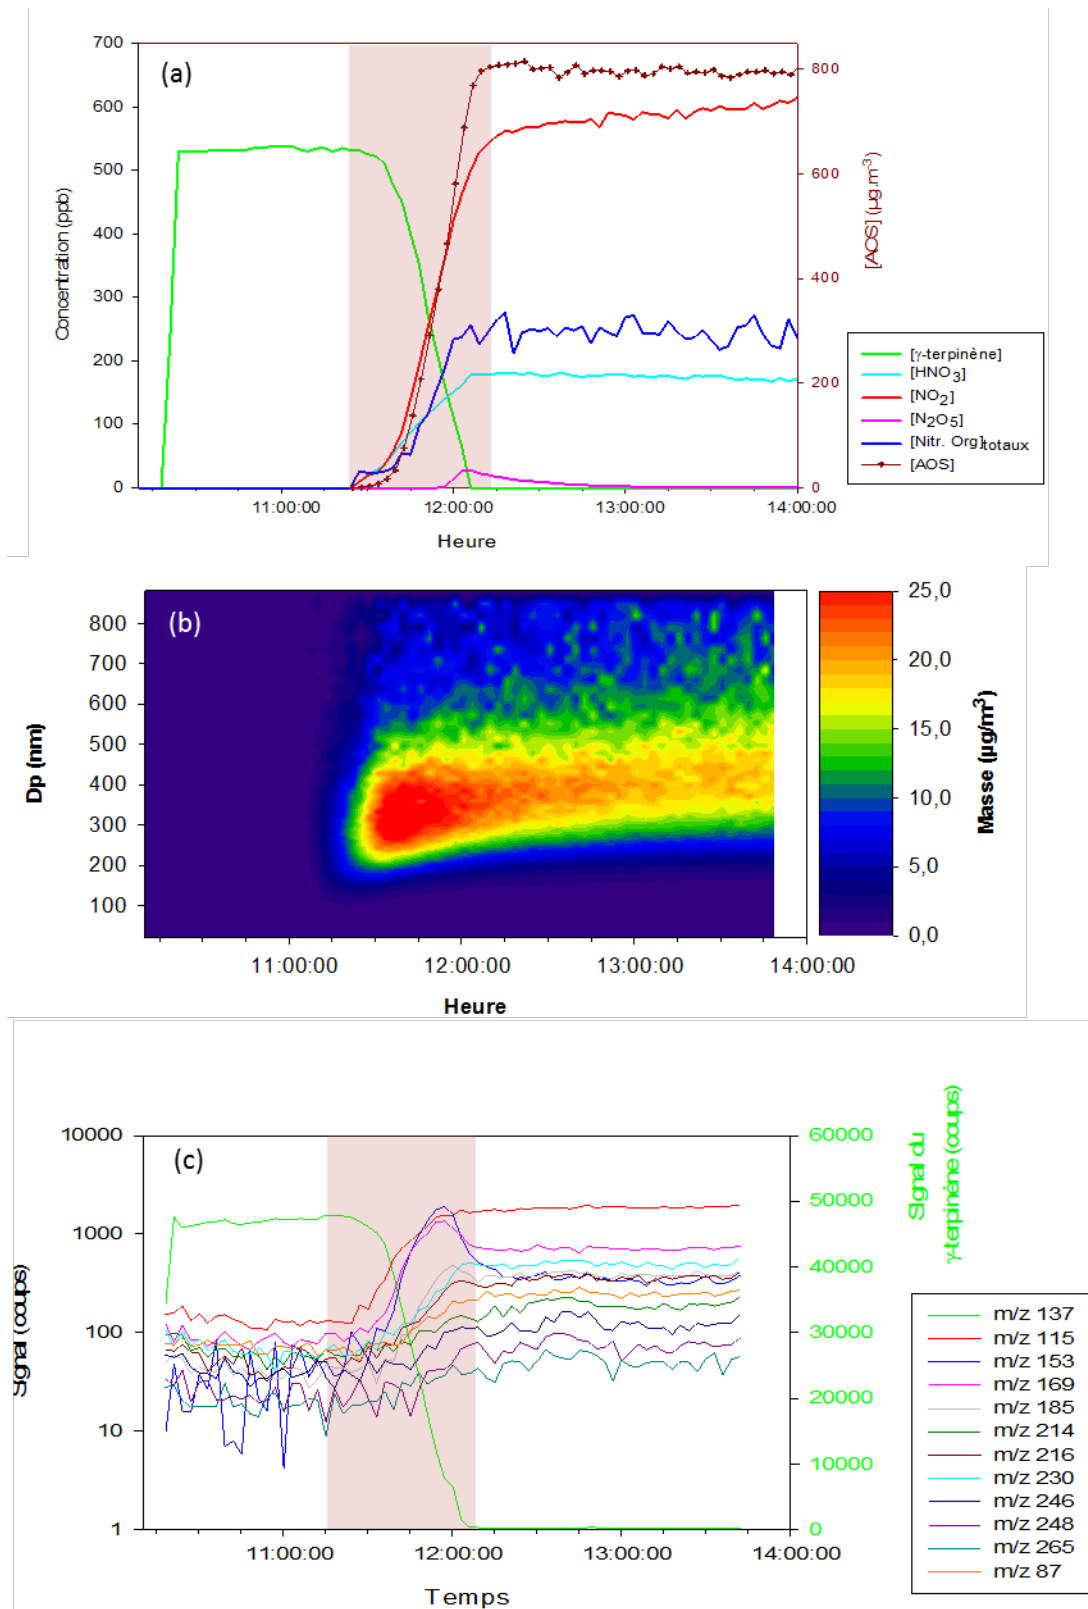 (a)
700
600
500
400
300
200
100
0
Concentration (ppb)
800
600
400
200
0
[AOS] (µg.m-3)
11:00:00
12:00:00
13:00:00
14:00:00
Heure
[γ-terpinène]
[HNO3]
[NO2]
[N2O5]
[Nitr. Org]totaux
[AOS]
(b)
800
700
600
500
400
300
200
100
Dp (nm)
11:00:00
12:00:00
13:00:00
14:00:00
Heure
25,0
20,0
15,0
10,0
5,0
0,0
Masse (µg/m3)
(c)
10000
1000
100
10
1
Signal (coups)
60000
50000
40000
30000
20000
10000
0
Signal du
γ-terpinène (coups)
11:00:00
12:00:00
13:00:00
14:00:00
Temps
m/z 137
m/z 115
m/z 153
m/z 169
m/z 185
m/z 214
m/z 216
m/z 230
m/z 246
m/z 248
m/z 265
m/z 87